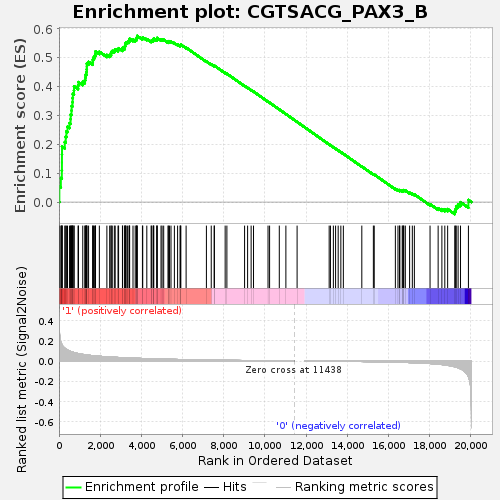 Enrichment plot: CGTSACG_PAX3_B
Enrichment score (ES)
0.6
0.5
0.4
0.3
0.2
0.1
0.0
'1' (positively correlated)
Ranked list metric (Signal2Noise)
0.4
0.2
0.0
-0.2
-0.4
-0.6
Zero cross at 11438
'0' (negatively correlated)
0 2,000 4,000 6,000 8,000 10,000 12,000 14,000 16,000 18,000 20,000
Rank in Ordered Dataset
Enrichment profile Hits Ranking metric scores